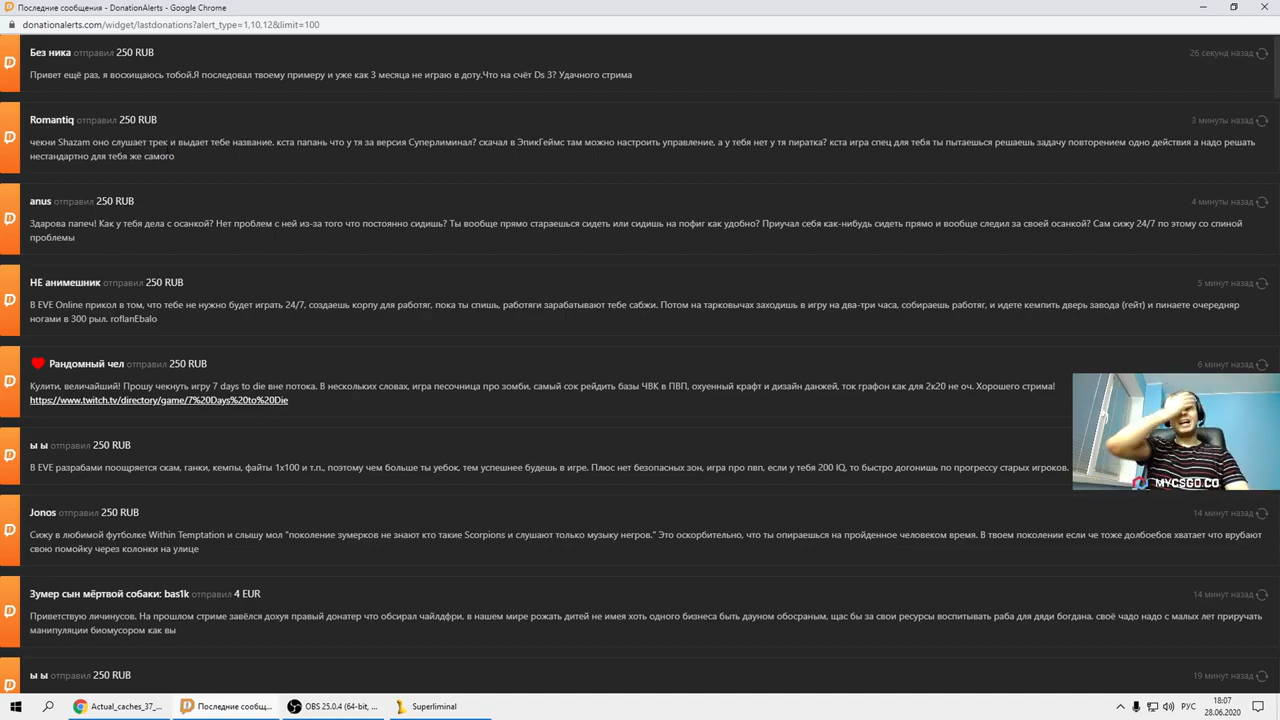 Последние сообщения - DonationAlerts - Google Chrome
donationalerts.com/widget/lastdonations?alert_type=1,10,12&limit=100
Без ника отправил 250 RUB
26 секунд назад
Привет ещё раз, я восхищаюсь тобой.Я последовал твоему примеру и уже как 3 месяца не играю в доту.Что на счёт Ds 3? Удачного стрима
Romantiq отправил 250 RUB
3 минуты назад
чекни Shazam оно слушает трек и выдает тебе название. кста папань что у тя за версия Суперлиминал? скачал в ЭпикГеймс там можно настроить управление, а у тебя нет у тя пиратка? кста игра спец для тебя ты пытаешься решаешь задачу повторением одно действия а надо решать
нестандартно для тебя же самого
anus отправил 250 RUB
4 минуты назад
Здарова папеч! Как у тебя дела с осанкой? Нет проблем с ней из-за того что постоянно сидишь? Ты вообще прямо стараешься сидеть или сидишь на пофиг как удобно? Приучал себя как-нибудь сидеть прямо и вообще следил за своей осанкой? Сам сижу 24/7 по этому со спиной
проблемы
НЕ анимешник отправил 250 RUB
5 минут назад
В EVE Online прикол в том, что тебе не нужно будет играть 24/7, создаешь корпу для работяг, пока ты спишь, работяги зарабатывают тебе сабжи. Потом на тарковычах заходишь в игру на два-три часа, собираешь работяг, и идете кемпить дверь завода (гейт) и пинаете очередняр
ногами в 300 рыл. roflanEbalo
Рандомный чел отправил 250 RUB
6 минут назад
Кулити, величайший! Прошу чекнуть игру 7 days to die вне потока. В нескольких словах, игра песочница про зомби, самый сок рейдить базы ЧВК в ПВП, охуенный крафт и дизайн данжей, ток графон как для 2к20 не оч. Хорошего стрима!
https://www.twitch.tv/directory/game/7%20Days%20to%20Die
ы ы отправил 250 RUB
В EVE разрабами поощряется скам, ганки, кемпы, файты 1х100 и т.п., поэтому чем больше ты уебок, тем успешнее будешь в игре. Плюс нет безопасных зон, игра про пвп, если у тебя 200 IQ, то быстро догонишь по прогрессу старых игроков.
MYCSGO.CO
Jonos отправил 250 RUB
14 минут назад
Сижу в любимой футболке Within Temptation и слышу мол "поколение зумерков не знают кто такие Scorpions и слушают только музыку негров." Это оскорбительно, что ты опираешься на пройденное человеком время. В твоем поколении если че тоже долбоебов хватает что врубают
свою помойку через колонки на улице
Зумер сын мёртвой собаки: bas1k отправил 4 EUR
14 минут назад
Приветствую личинусов. На прошлом стриме завёлся дохуя правый донатер что обсирал чайлдфри, в нашем мире рожать дитей не имея хоть одного бизнеса быть дауном обосраным, щас бы за свои ресурсы воспитывать раба для дяди богдана. своё чадо надо с малых лет приручать
манипуляции биомусором как вы
ы ы отправил 250 RUB
19 минут назад
Actual_caches_37_...
Последние сообщ...
OBS 25.0.4 (64-bit, ...
Superliminal
РУС
18:07
28.06.2020